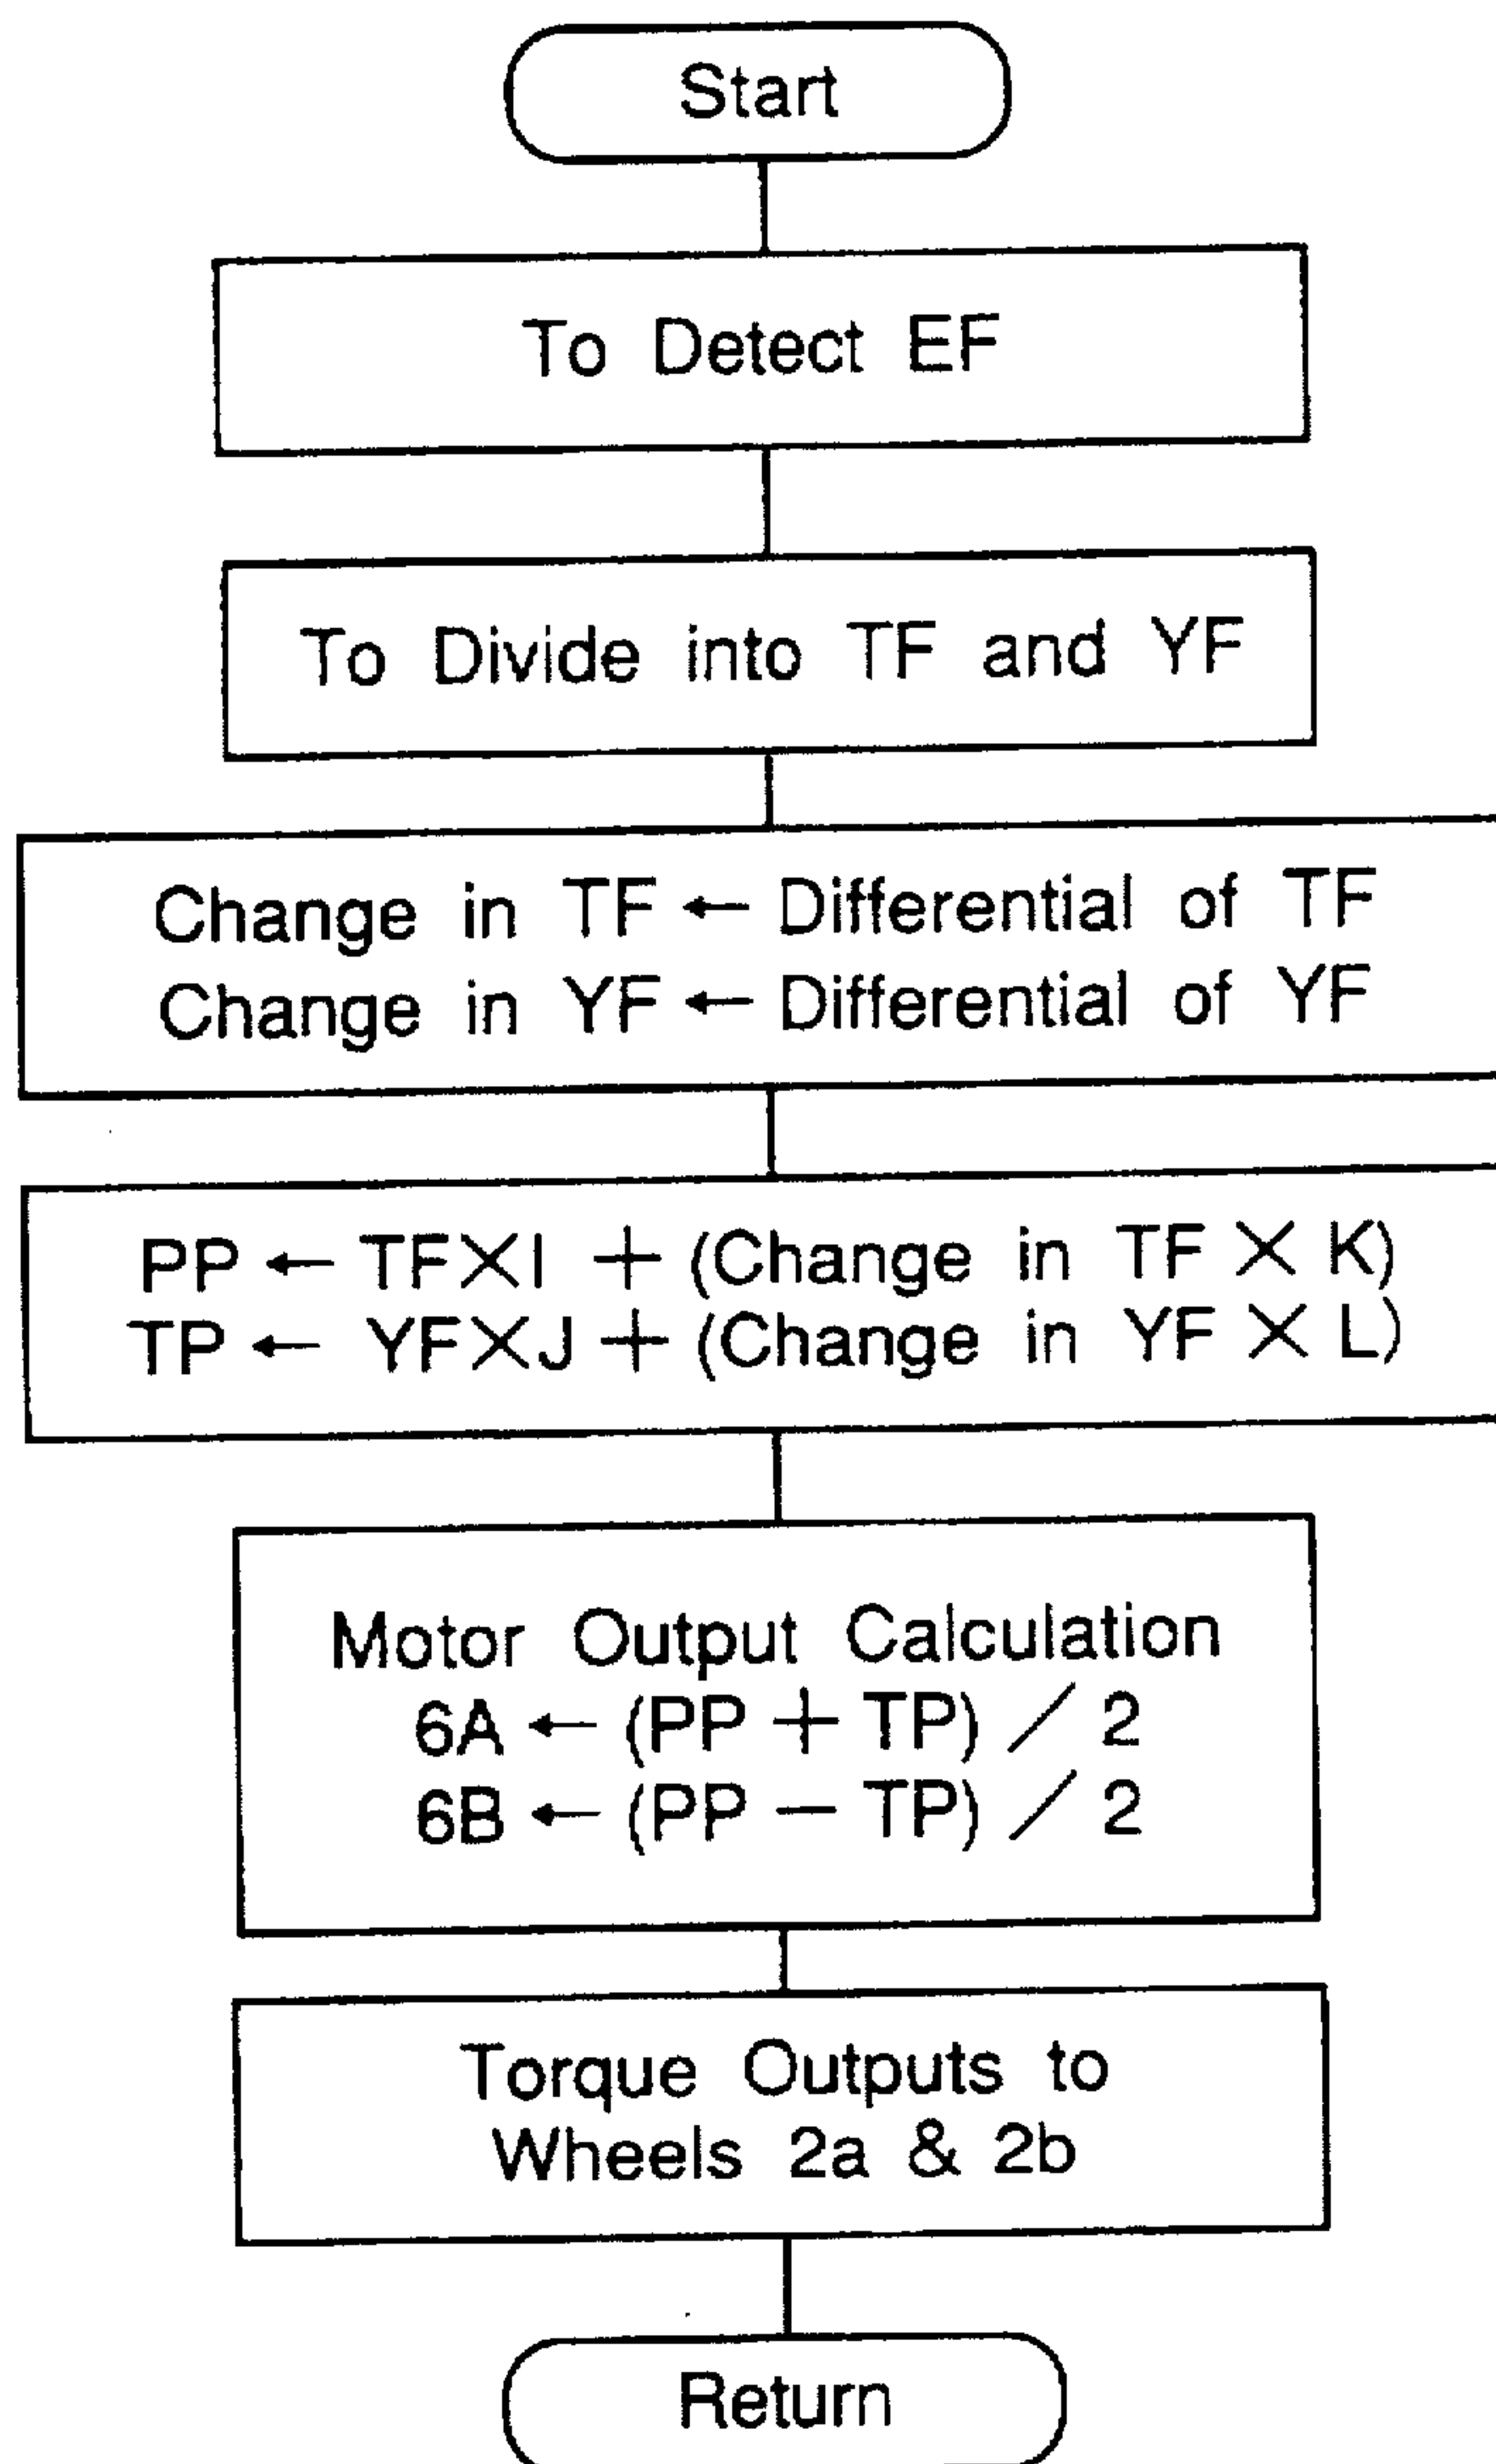 Start
To Detect EF
To Divide into TF and YF
Change in TF ← Differential of TF
Change in YF ← Differential of YF
PP ← TF×I + (Change in TF × K)
TP ← YF×J + (Change in YF × L)
Motor Output Calculation
6A ← (PP + TP) / 2
6B ← (PP − TP) / 2
Torque Outputs to
Wheels 2a & 2b
Return